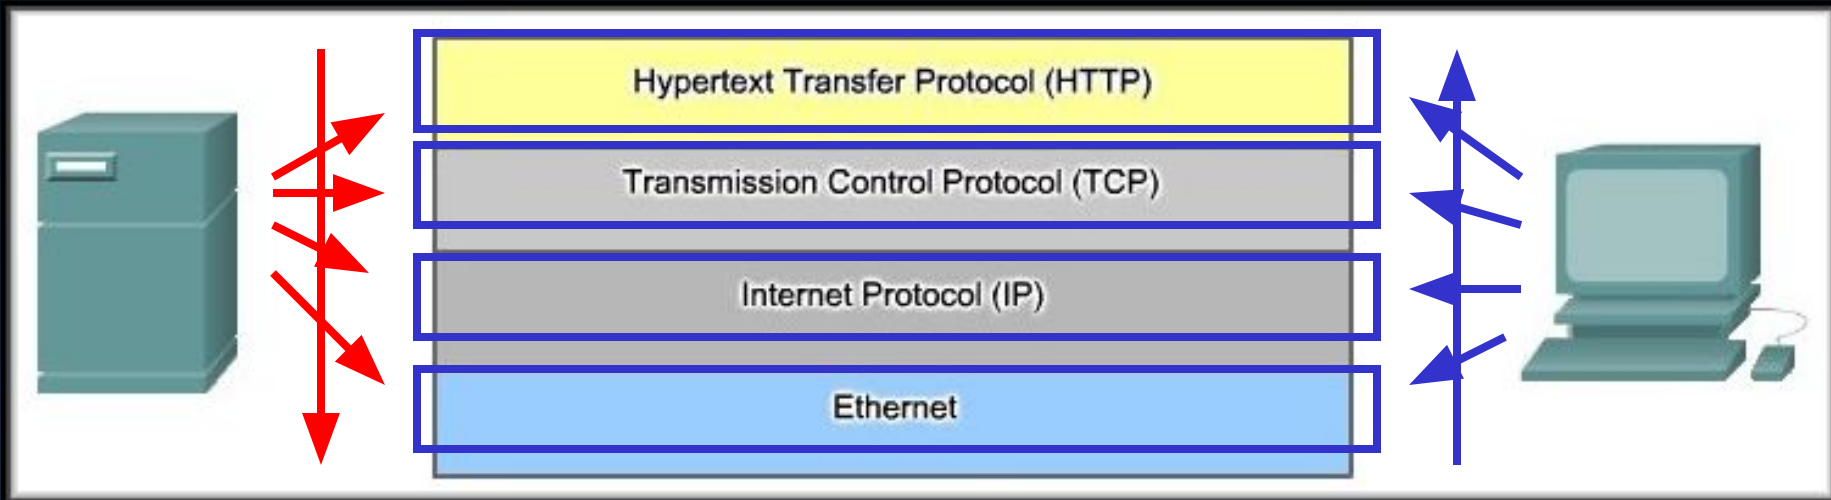 Hypertext Transfer Protocol (HTTP)
Transmission Control Protocol (TCP)
Internet Protocol (IP)
Ethernet